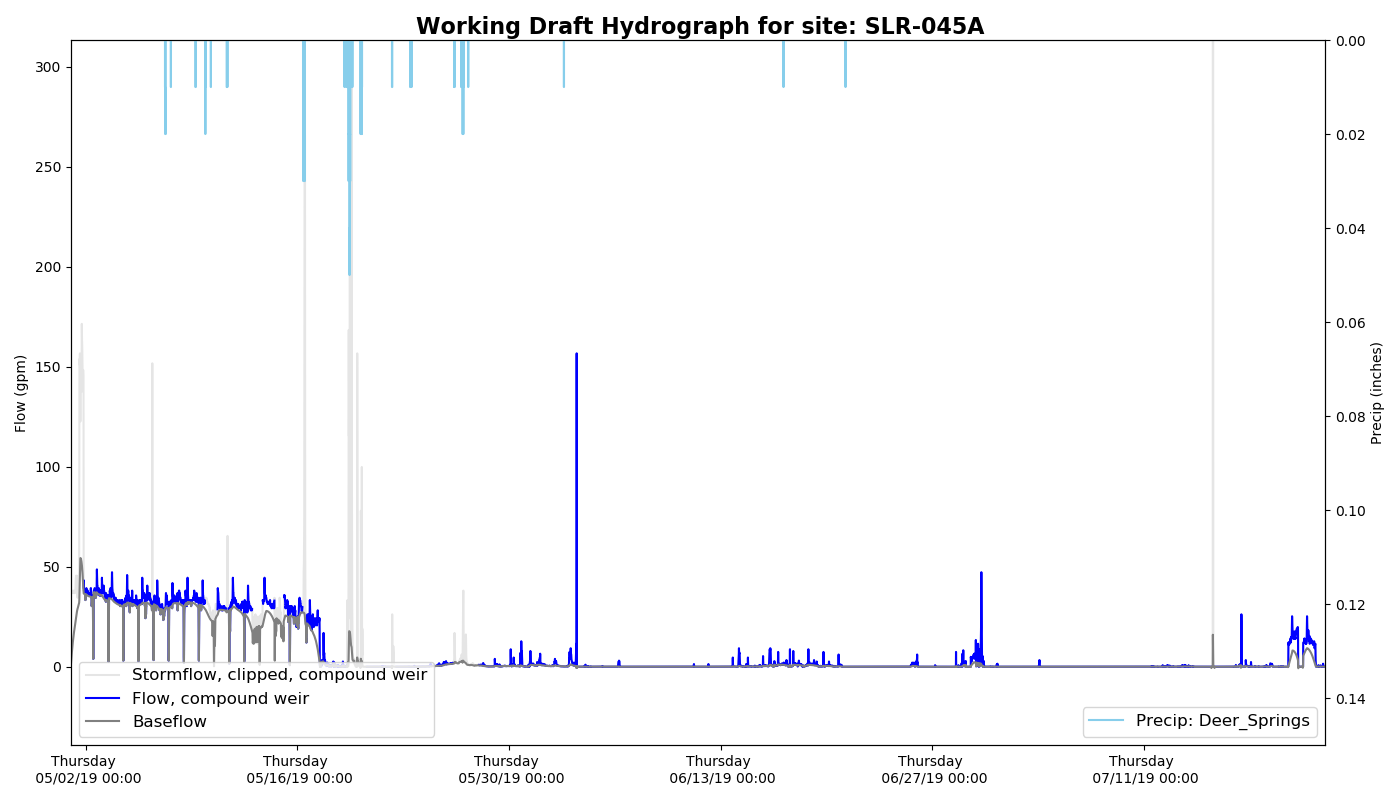 Working Draft Hydrograph for site: SLR-045A
300
250
200
150
100
50
0
Flow (gpm)
0.00
0.02
0.04
0.06
0.08
0.10
0.12
0.14
Precip (inches)
Stormflow, clipped, compound weir
Flow, compound weir
Baseflow
Precip: Deer_Springs
Thursday
05/02/19 00:00
Thursday
05/16/19 00:00
Thursday
05/30/19 00:00
Thursday
06/13/19 00:00
Thursday
06/27/19 00:00
Thursday
07/11/19 00:00